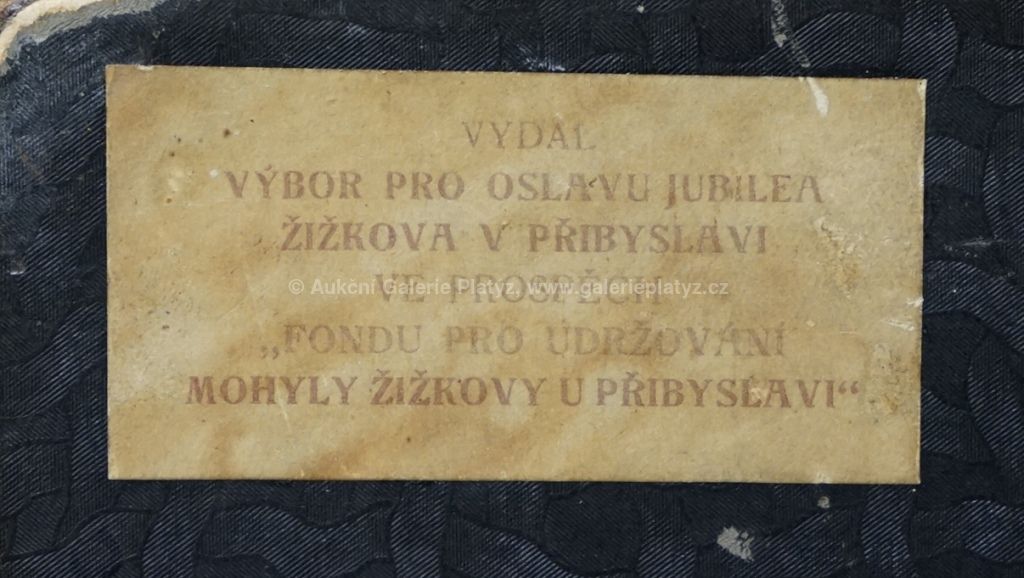 VYDAL
VÝBOR PRO OSLAVU JUBILEA
ŽIŽKOVA V PŘIBYSLAVI
VE PROSPĚCH
© Aukční Galerie Platýz, www.galerieplatyz.cz
„FONDU PRO UDRŽOVÁNÍ
MOHYLY ŽIŽKOVY U PŘIBYSLAVI“